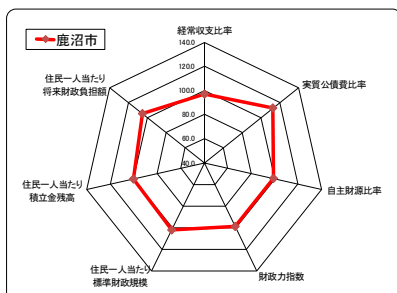 鹿沼市
経常収支比率
140.0
120.0
100.0
80.0
60.0
40.0
実質公債費比率
自主財源比率
財政力指数
住民一人当たり
標準財政規模
住民一人当たり
積立金残高
住民一人当たり
将来財政負担額